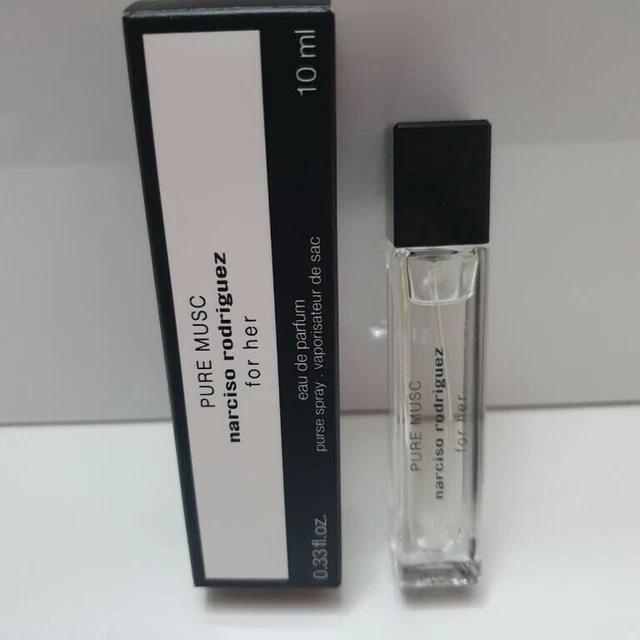 PURE MUSC
narciso rodriguez
for her
10 ml
eau de parfum
purse spray . vaporisateur de sac
0.33 fl.oz.
PURE MUSC
narciso rodriguez
for her